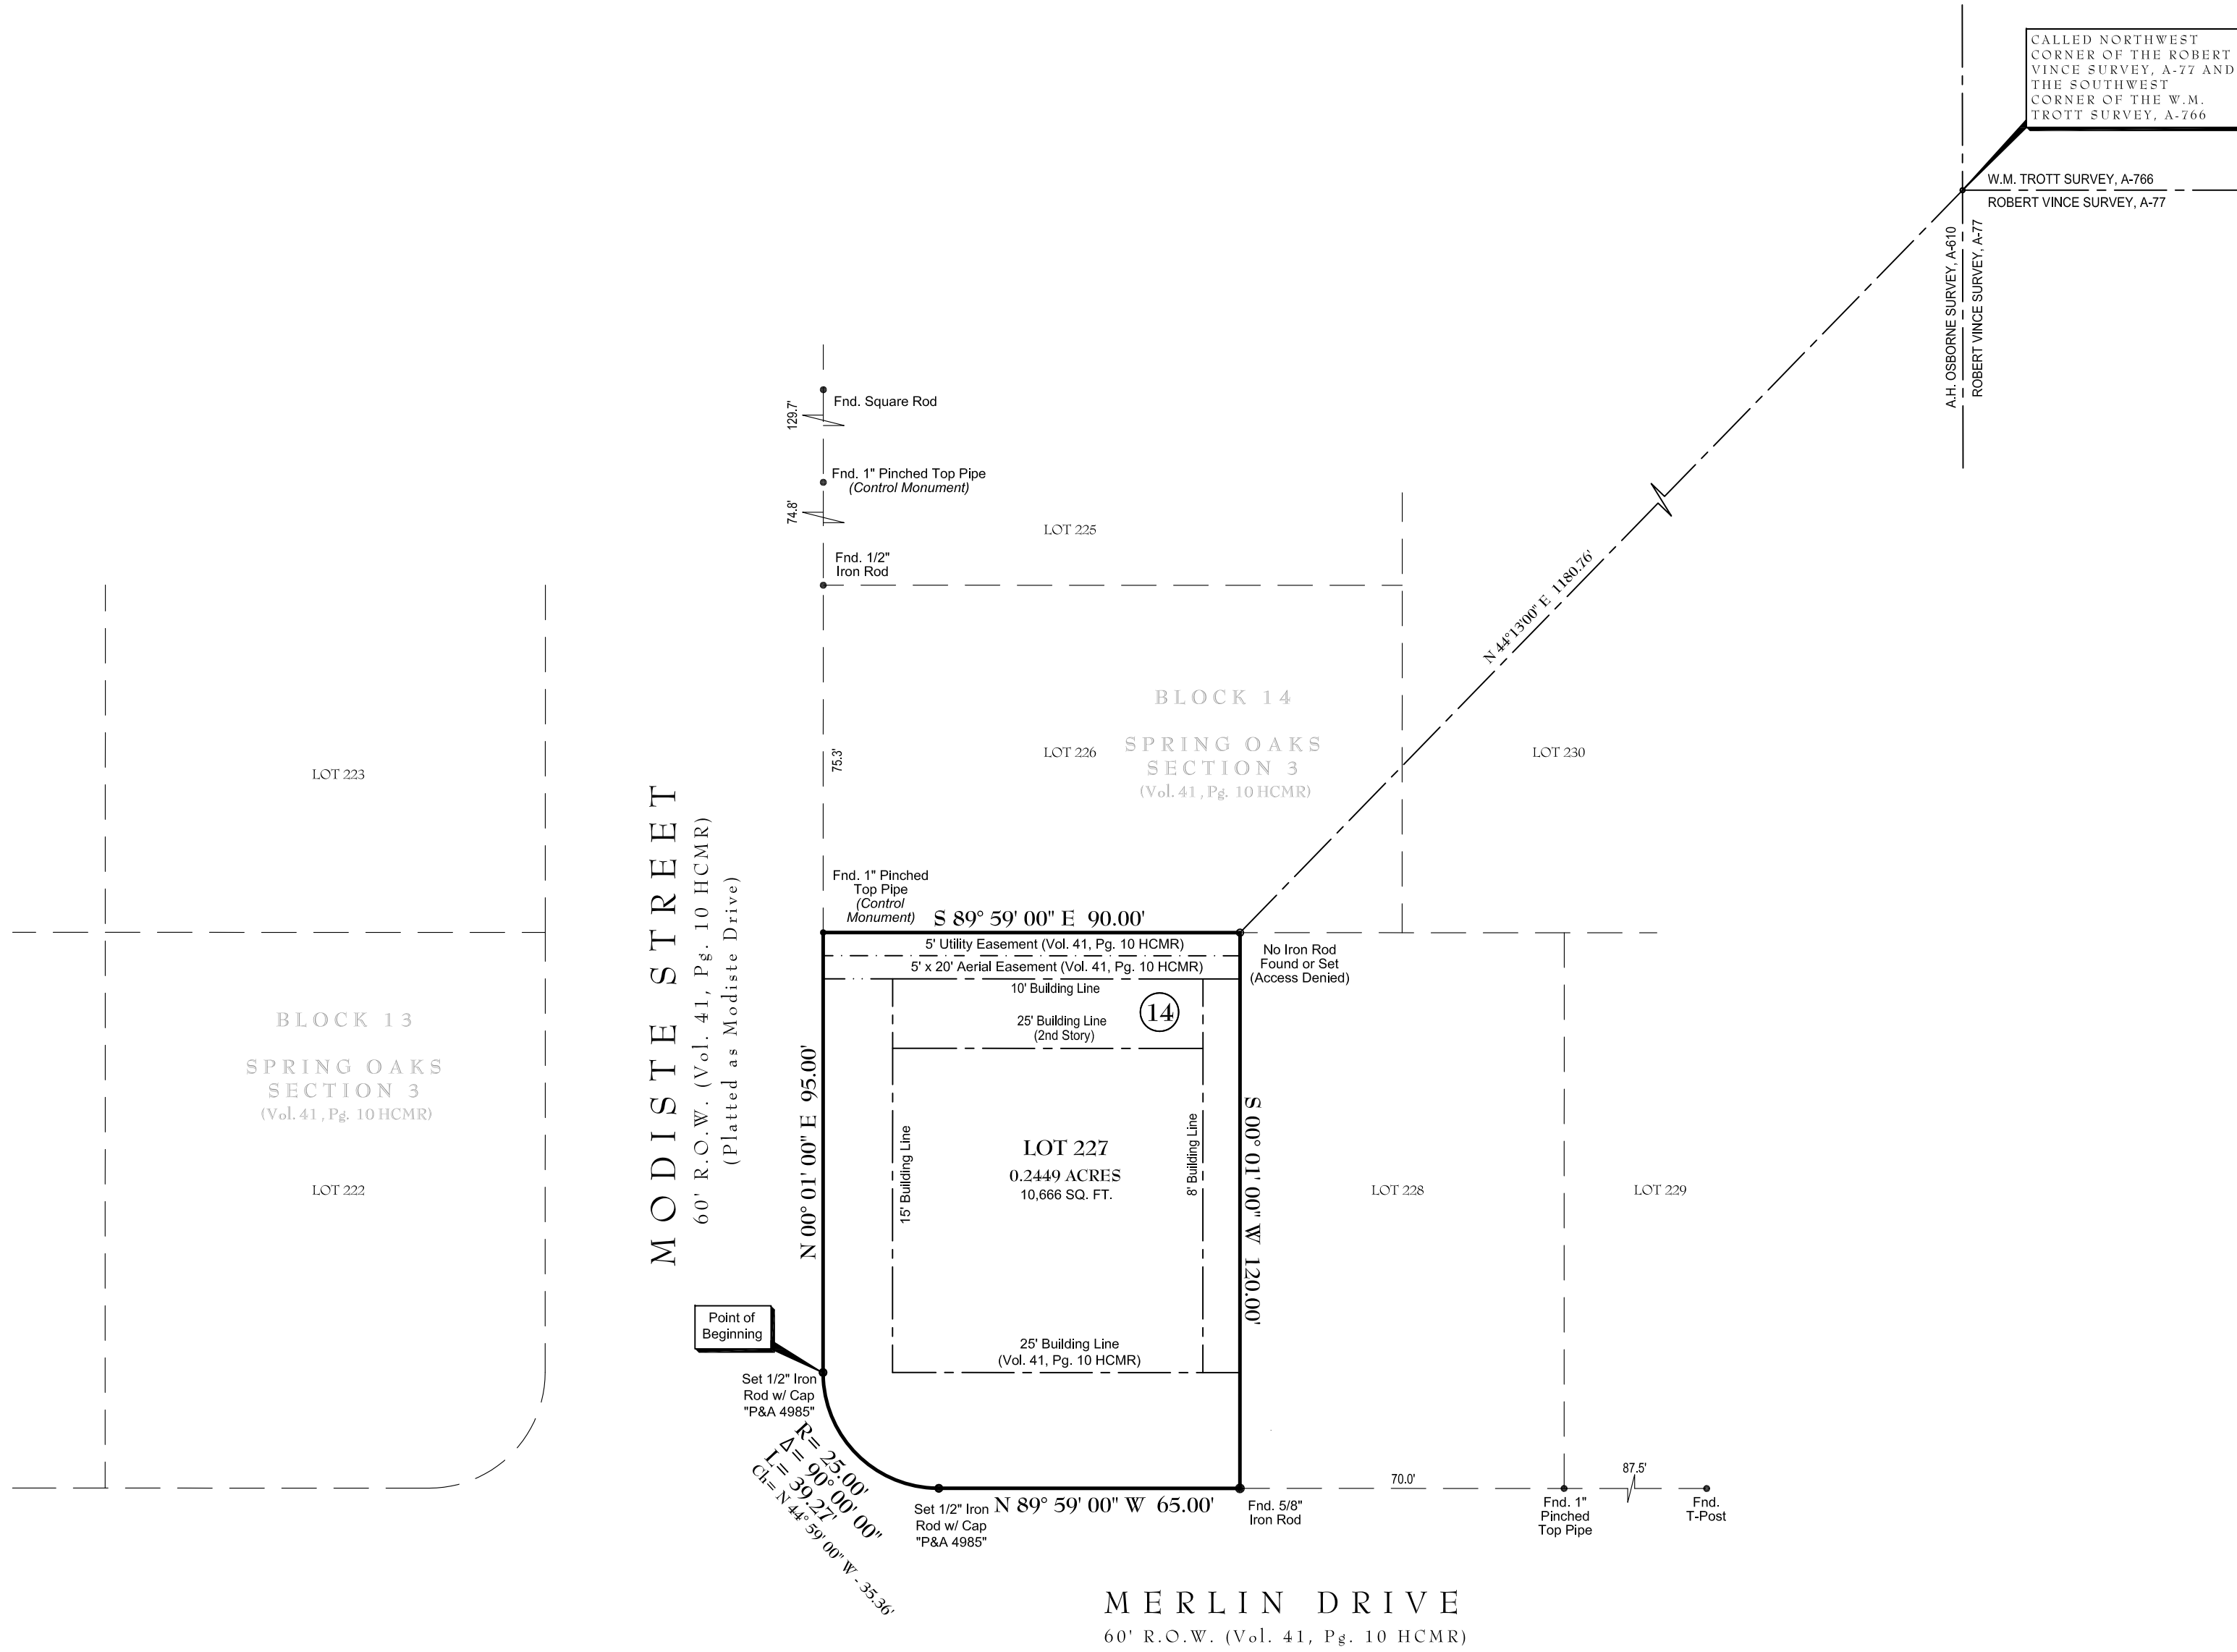 CALLED NORTHWEST
CORNER OF THE ROBERT
VINCE SURVEY, A-77 AND
THE SOUTHWEST
CORNER OF THE W.M.
TROTT SURVEY, A-766
W.M. TROTT SURVEY, A-766
ROBERT VINCE SURVEY, A-77
A.H. OSBORNE SURVEY, A-610
ROBERT VINCE SURVEY, A-77
129.7'
Fnd. Square Rod
Fnd. 1" Pinched Top Pipe
(Control Monument)
74.8'
LOT 225
Fnd. 1/2"
Iron Rod
N 44°13'00" E 1180.76'
BLOCK 14
SPRING OAKS
SECTION 3
(Vol. 41, Pg. 10 HCMR)
LOT 226
LOT 230
LOT 223
75.3'
MODISTE STREET
60' R.O.W. (Vol. 41, Pg. 10 HCMR)
(Platted as Modiste Drive)
Fnd. 1" Pinched
Top Pipe
(Control
Monument)
S 89° 59' 00" E 90.00'
5' Utility Easement (Vol. 41, Pg. 10 HCMR)
5' x 20' Aerial Easement (Vol. 41, Pg. 10 HCMR)
No Iron Rod
Found or Set
(Access Denied)
10' Building Line
14
25' Building Line
(2nd Story)
BLOCK 13
SPRING OAKS
SECTION 3
(Vol. 41, Pg. 10 HCMR)
LOT 222
N 00° 01' 00" E 95.00'
15' Building Line
LOT 227
0.2449 ACRES
10,666 SQ. FT.
8' Building Line
S 00° 01' 00" W 120.00'
LOT 228
LOT 229
Point of
Beginning
25' Building Line
(Vol. 41, Pg. 10 HCMR)
Set 1/2" Iron
Rod w/ Cap
"P&A 4985"
R= 25.00'
Δ= 90° 00' 00"
L= 39.27'
Ch= N 44° 59' 00" W - 35.36'
Set 1/2" Iron
Rod w/ Cap
"P&A 4985"
N 89° 59' 00" W 65.00'
Fnd. 5/8"
Iron Rod
70.0'
Fnd. 1"
Pinched
Top Pipe
87.5'
Fnd.
T-Post
MERLIN DRIVE
60' R.O.W. (Vol. 41, Pg. 10 HCMR)